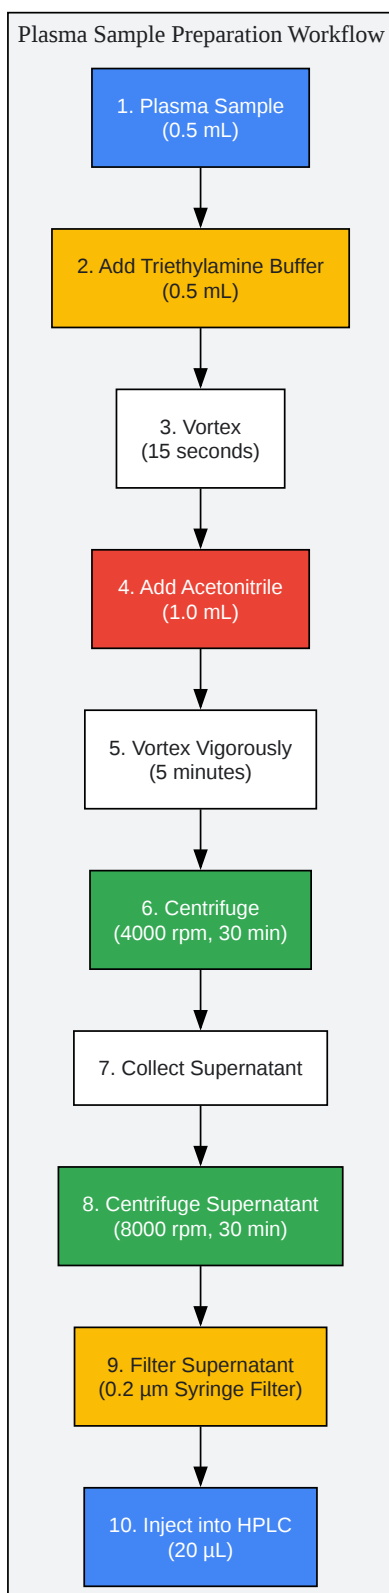 Plasma Sample Preparation Workflow
1. Plasma Sample
(0.5 mL)
2. Add Triethylamine Buffer
(0.5 mL)
3. Vortex
(15 seconds)
4. Add Acetonitrile
(1.0 mL)
5. Vortex Vigorously
(5 minutes)
6. Centrifuge
(4000 rpm, 30 min)
7. Collect Supernatant
8. Centrifuge Supernatant
(8000 rpm, 30 min)
9. Filter Supernatant
(0.2 µm Syringe Filter)
10. Inject into HPLC
(20 µL)